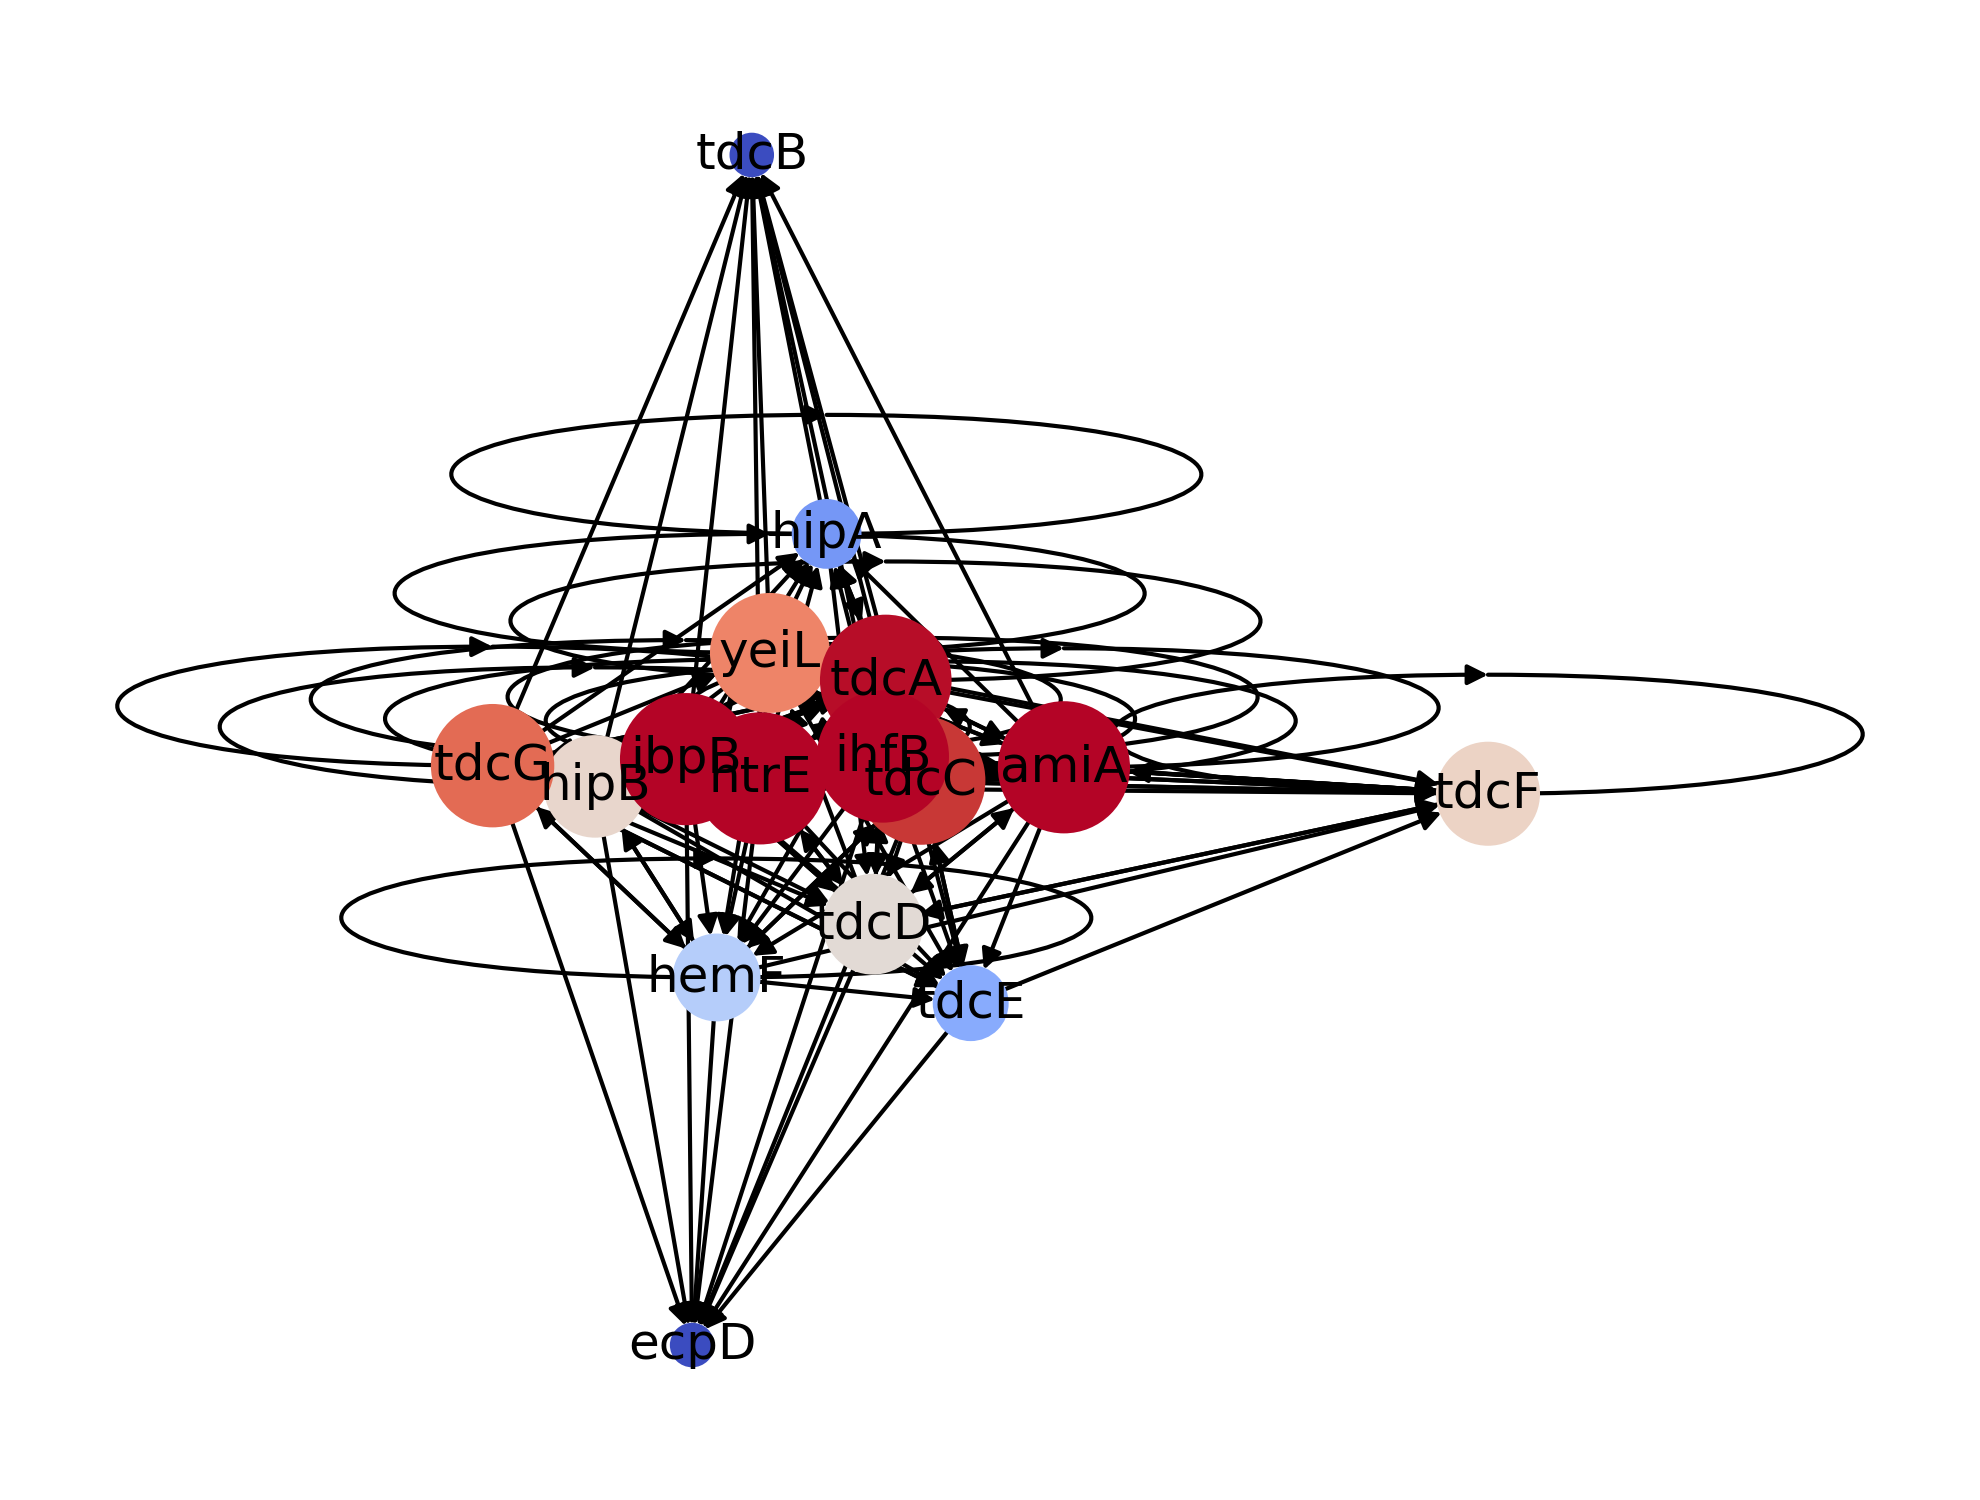 tdcB
hipA
yeiL
tdcA
tdcG
hipB
ibpB
htrE
ihfB
tdcC
amiA
tdcF
tdcD
hemF
tdcE
ecpD